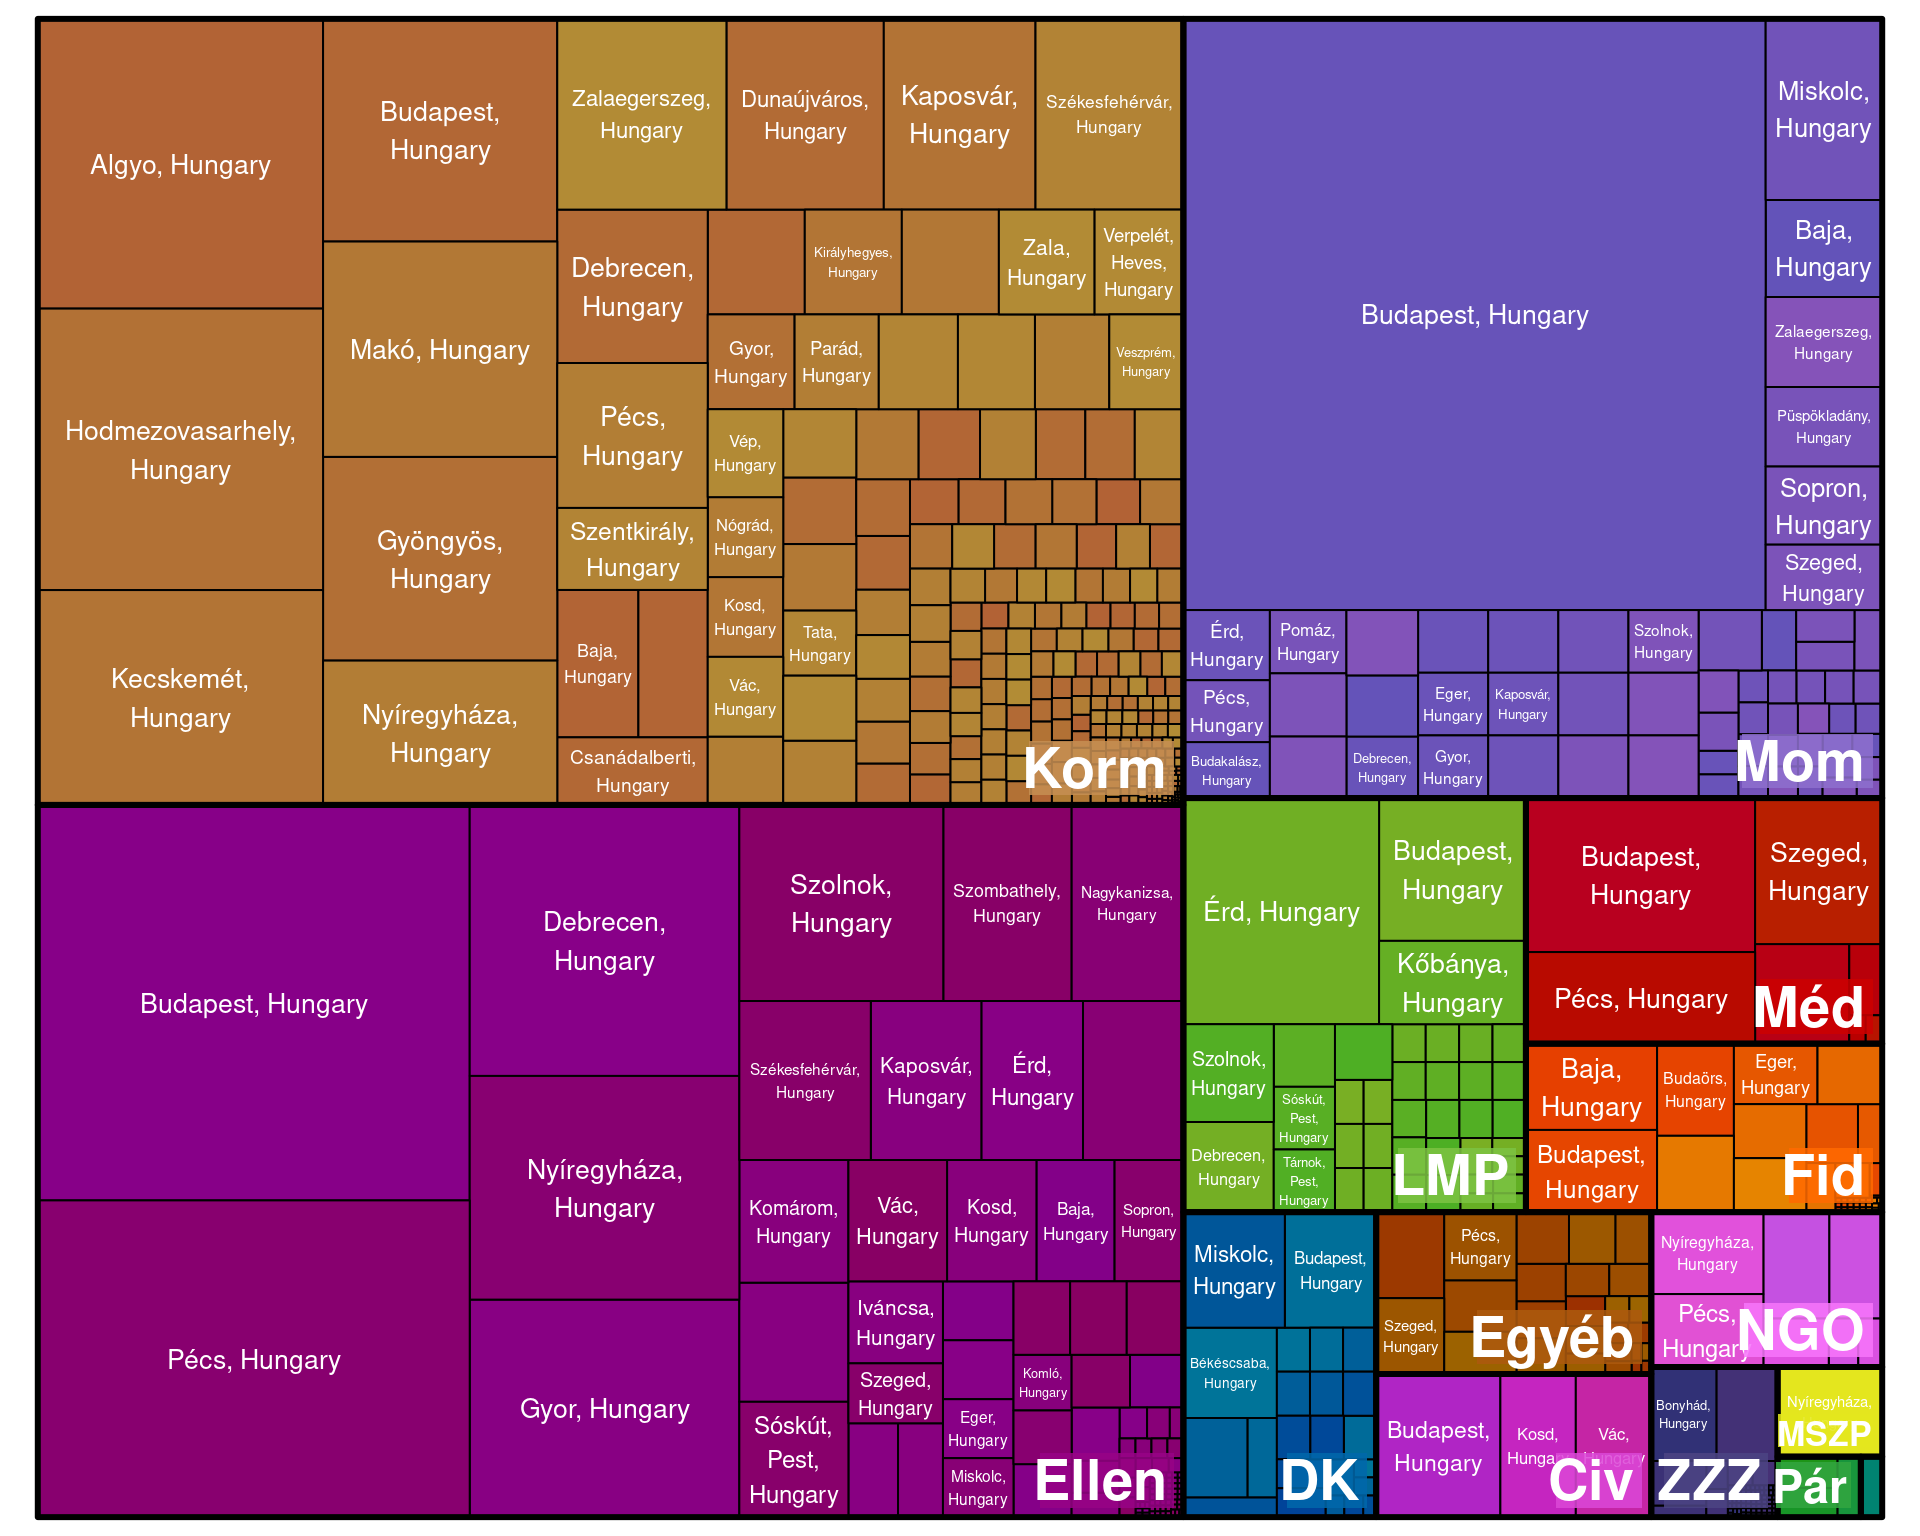 Algyo, Hungary
Budapest,
Hungary
Zalaegerszeg,
Hungary
Dunaújváros,
Hungary
Kaposvár,
Hungary
Székesfehérvár,
Hungary
Hodmezovasarhely,
Hungary
Makó, Hungary
Debrecen,
Hungary
Királyhegyes,
Hungary
Zala,
Hungary
Verpelét,
Heves,
Hungary
Gyor,
Hungary
Parád,
Hungary
Veszprém,
Hungary
Pécs,
Hungary
Vép,
Hungary
Kecskemét,
Hungary
Gyöngyös,
Hungary
Szentkirály,
Hungary
Nógrád,
Hungary
Kosd,
Hungary
Tata,
Hungary
Nyíregyháza,
Hungary
Baja,
Hungary
Vác,
Hungary
Csanádalberti,
Hungary
Korm
Budapest, Hungary
Miskolc,
Hungary
Baja,
Hungary
Zalaegerszeg,
Hungary
Püspökladány,
Hungary
Sopron,
Hungary
Szeged,
Hungary
Érd,
Hungary
Pomáz,
Hungary
Szolnok,
Hungary
Pécs,
Hungary
Eger,
Hungary
Kaposvár,
Hungary
Budakalász,
Hungary
Debrecen,
Hungary
Gyor,
Hungary
Mom
Budapest, Hungary
Debrecen,
Hungary
Szolnok,
Hungary
Szombathely,
Hungary
Nagykanizsa,
Hungary
Székesfehérvár,
Hungary
Kaposvár,
Hungary
Érd,
Hungary
Pécs, Hungary
Nyíregyháza,
Hungary
Komárom,
Hungary
Vác,
Hungary
Kosd,
Hungary
Baja,
Hungary
Sopron,
Hungary
Gyor, Hungary
Iváncsa,
Hungary
Szeged,
Hungary
Komló,
Hungary
Sóskút,
Pest,
Hungary
Eger,
Hungary
Miskolc,
Hungary
Ellen
Érd, Hungary
Budapest,
Hungary
Kőbánya,
Hungary
Szolnok,
Hungary
Sóskút,
Pest,
Hungary
Debrecen,
Hungary
Tárnok,
Pest,
Hungary
LMP
Budapest,
Hungary
Szeged,
Hungary
Pécs, Hungary
Méd
Baja,
Hungary
Budaörs,
Hungary
Eger,
Hungary
Budapest,
Hungary
Fid
Miskolc,
Hungary
Budapest,
Hungary
Békéscsaba,
Hungary
DK
Pécs,
Hungary
Szeged,
Hungary
Egyéb
Nyíregyháza,
Hungary
Pécs,
Hungary
NGO
Budapest,
Hungary
Kosd,
Hungary
Vác,
Hungary
Civ
Bonyhád,
Hungary
ZZZ
Nyíregyháza,
MSZP
Pár